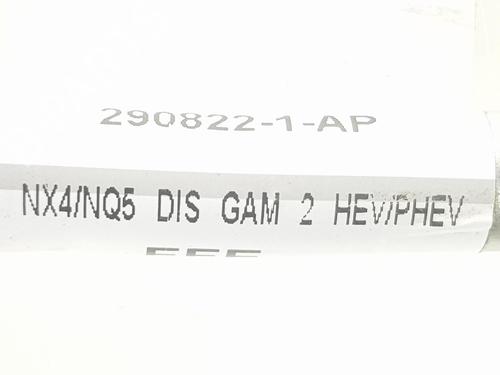 290822-1-AP
NX4/NQ5 DIS GAM 2 HEV/PHEV